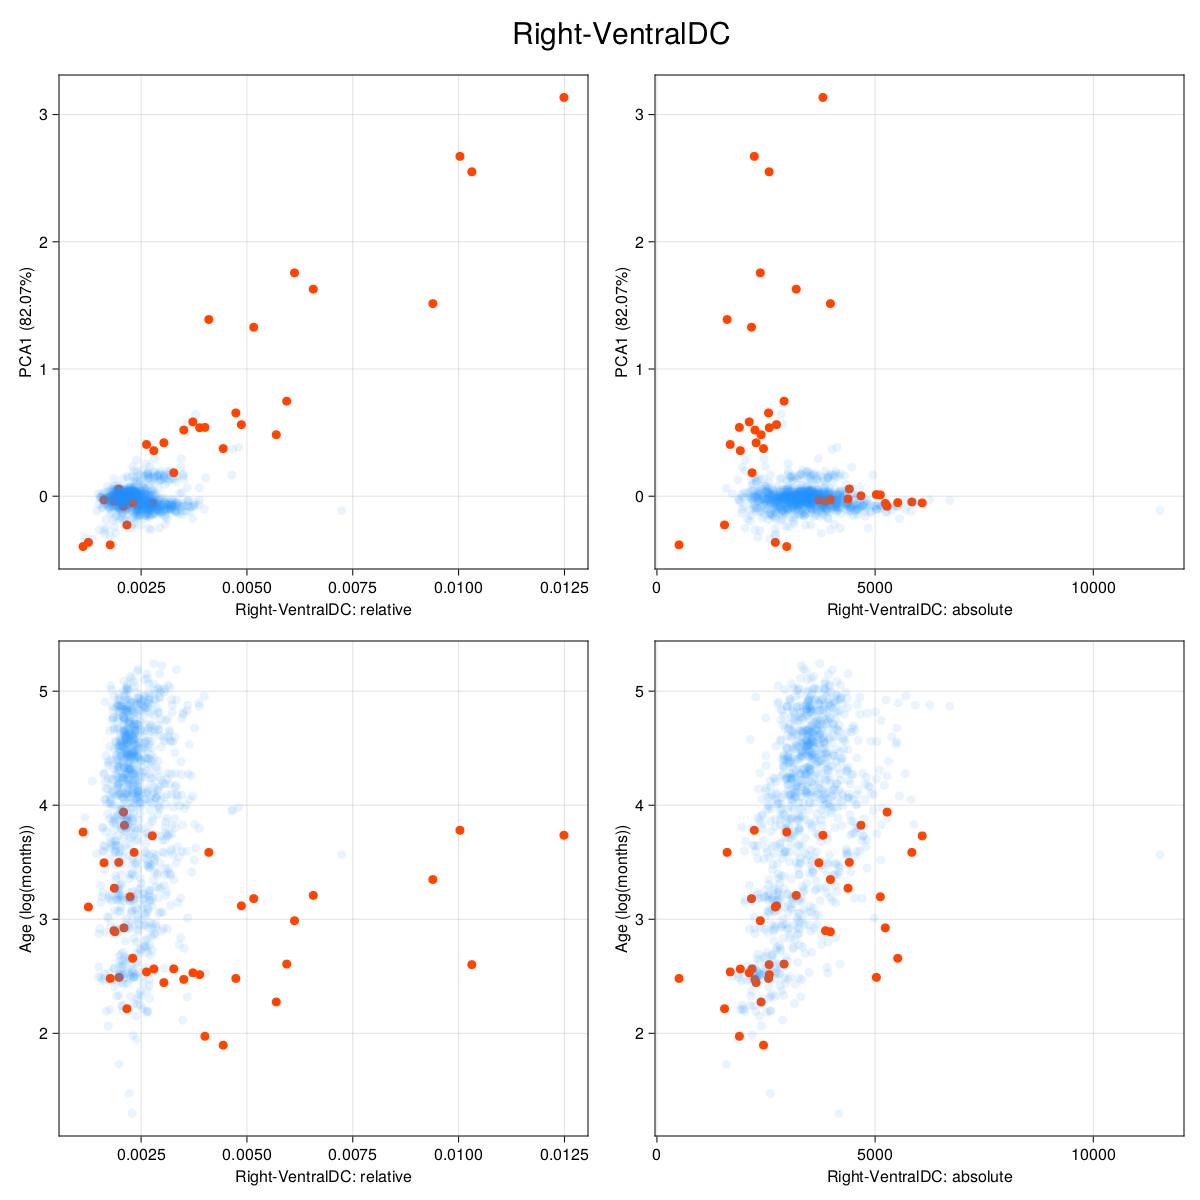 Right-VentralDC
PCA1 (82.07%)
3
2
1
0
0.0025 0.0050 0.0075 0.0100 0.0125
Right-VentralDC: relative
PCA1 (82.07%)
3
2
1
0
0 5000 10000
Right-VentralDC: absolute
Age (log(months))
5
4
3
2
0.0025 0.0050 0.0075 0.0100 0.0125
Right-VentralDC: relative
Age (log(months))
5
4
3
2
0 5000 10000
Right-VentralDC: absolute